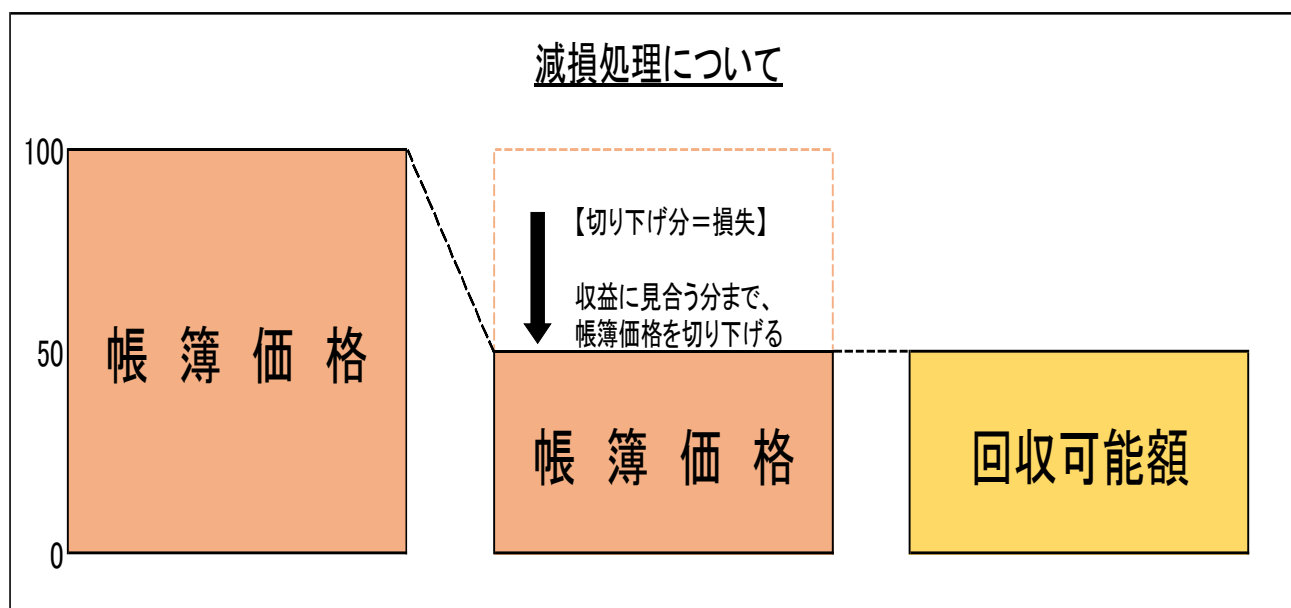 減損処理について
100
【切り下げ分＝損失】
収益に見合う分まで、
帳簿価格を切り下げる
帳簿価格
50
帳簿価格
回収可能額
0